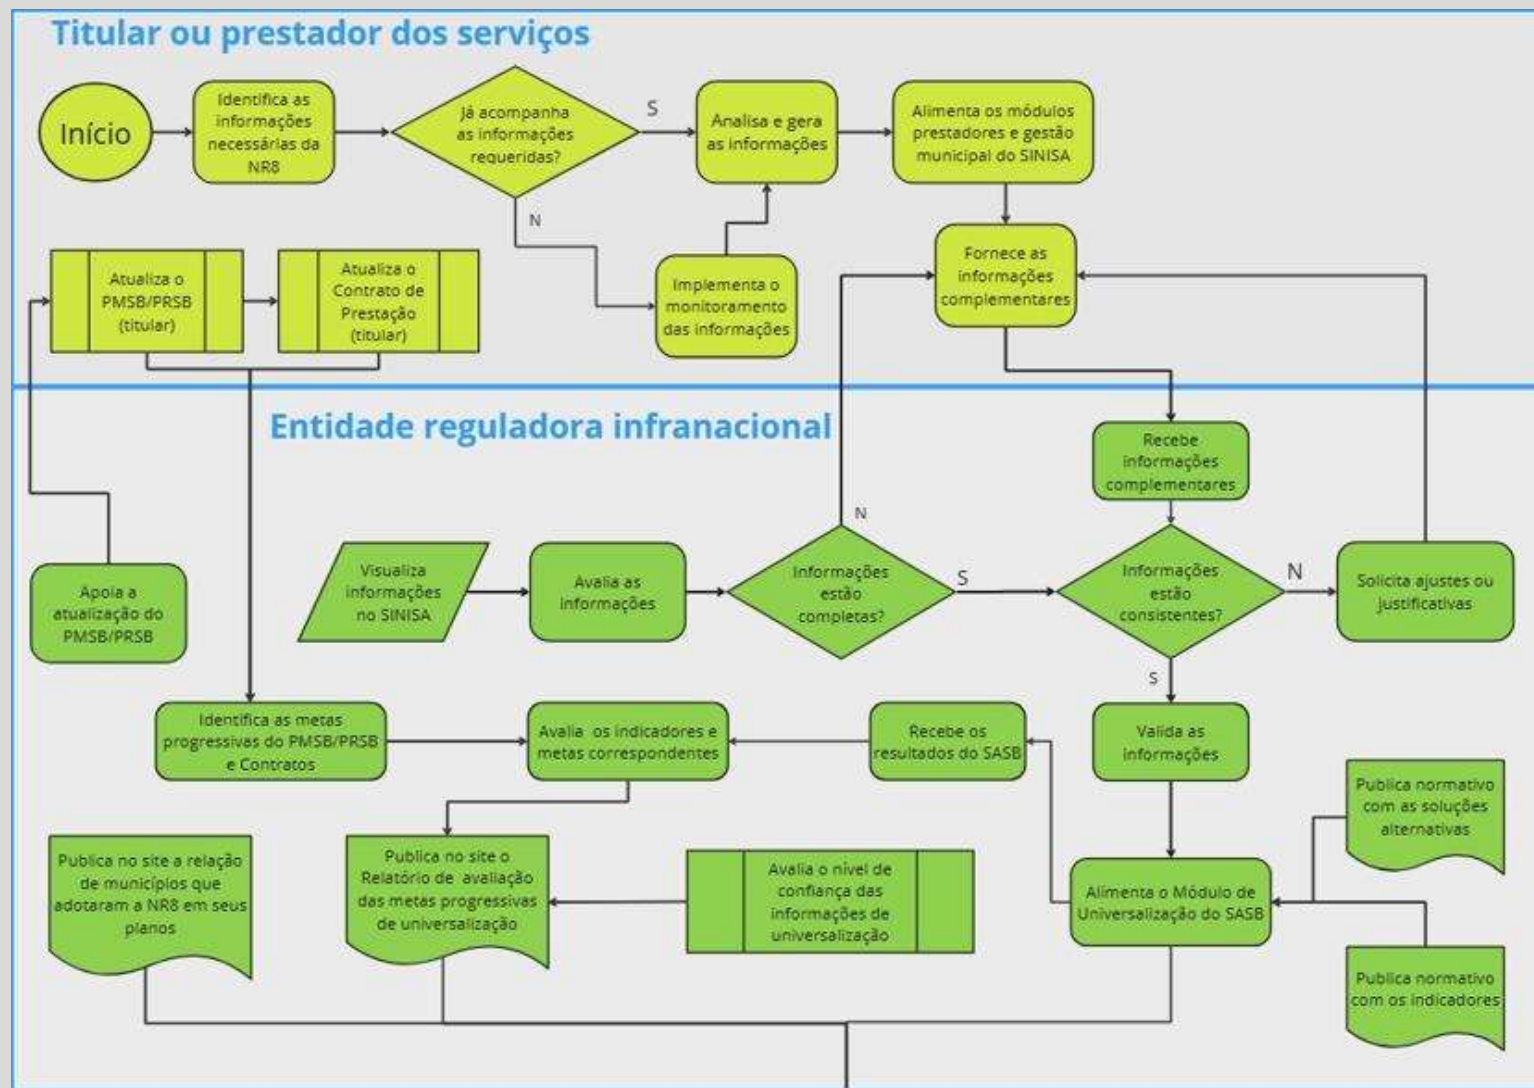 Titular ou prestador dos serviços
Início
Identifica as
informações
necessárias da
NR8
Já acompanha
as informações
requeridas?
S
N
Analisa e gera
as informações
Alimenta os módulos
prestadores e gestão
municipal do SINISA
Atualiza o
PMSB/PRSB
(titular)
Atualiza o
Contrato de
Prestação
(titular)
Implementa o
monitoramento
das informações
Fornece as
informações
complementares
Entidade reguladora infranacional
Recebe
informações
complementares
Apoia a
atualização do
PMSB/PRSB
Visualiza
informações
no SINISA
Avalia as
informações
N
Informações
estão
completas?
S
Informações
estão
consistentes?
N
S
Solicita ajustes ou
justificativas
Identifica as metas
progressivas do PMSB/PRSB
e Contratos
Avalia os indicadores e
metas correspondentes
Recebe os
resultados do SASB
Valida as
informações
Publica normativo
com as soluções
alternativas
Publica no site a relação
de municípios que
adotaram a NR8 em seus
planos
Publica no site o
Relatório de avaliação
das metas progressivas
de universalização
Avalia o nível de
confiança das
informações de
universalização
Alimenta o Módulo de
Universalização do SASB
Publica normativo
com os indicadores